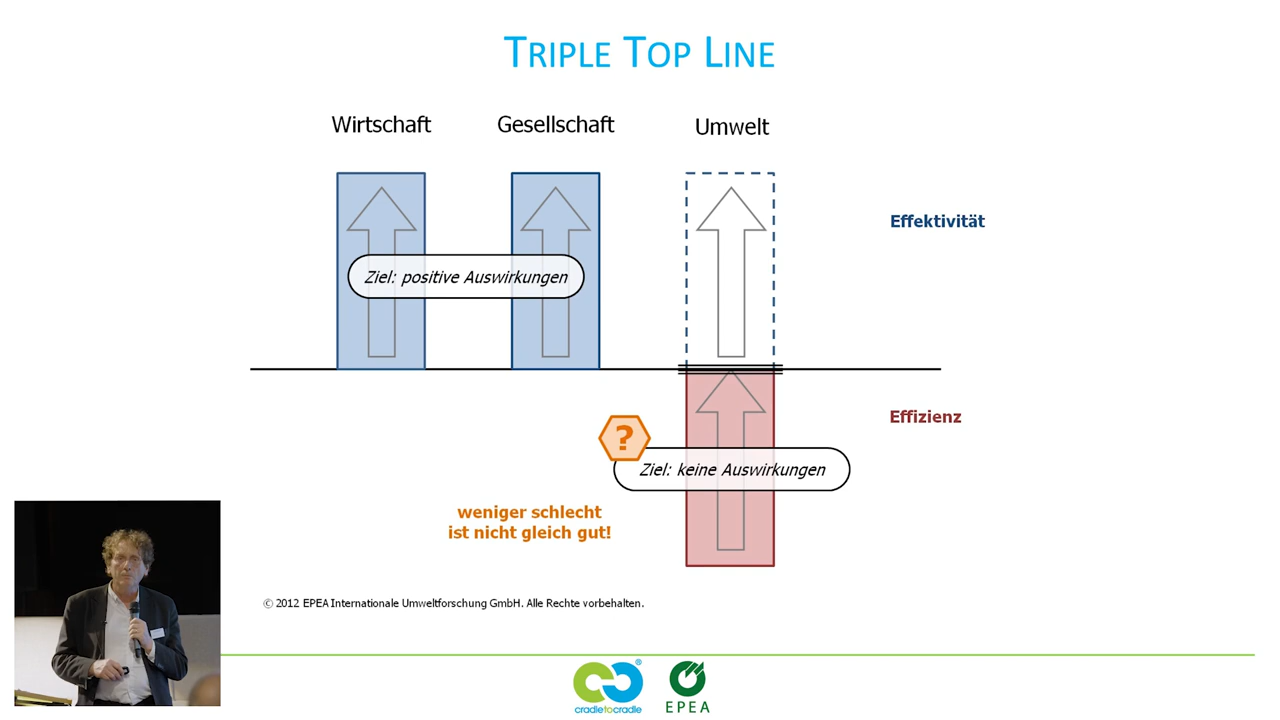 TRIPLE TOP LINE
Wirtschaft
Gesellschaft
Umwelt
Effektivität
Ziel: positive Auswirkungen
Effizienz
?
Ziel: keine Auswirkungen
weniger schlecht
ist nicht gleich gut!
© 2012 EPEA Internationale Umweltforschung GmbH. Alle Rechte vorbehalten.
®
cradletocradle
EPEA